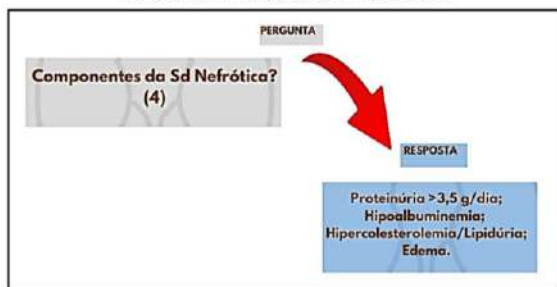 PERGUNTA
Componentes da Sd Nefrótica?
(4)
RESPOSTA
Proteinúria >3,5 g/dia;
Hipoalbuminemia;
Hipercolesterolemia/Lipidúria;
Edema.